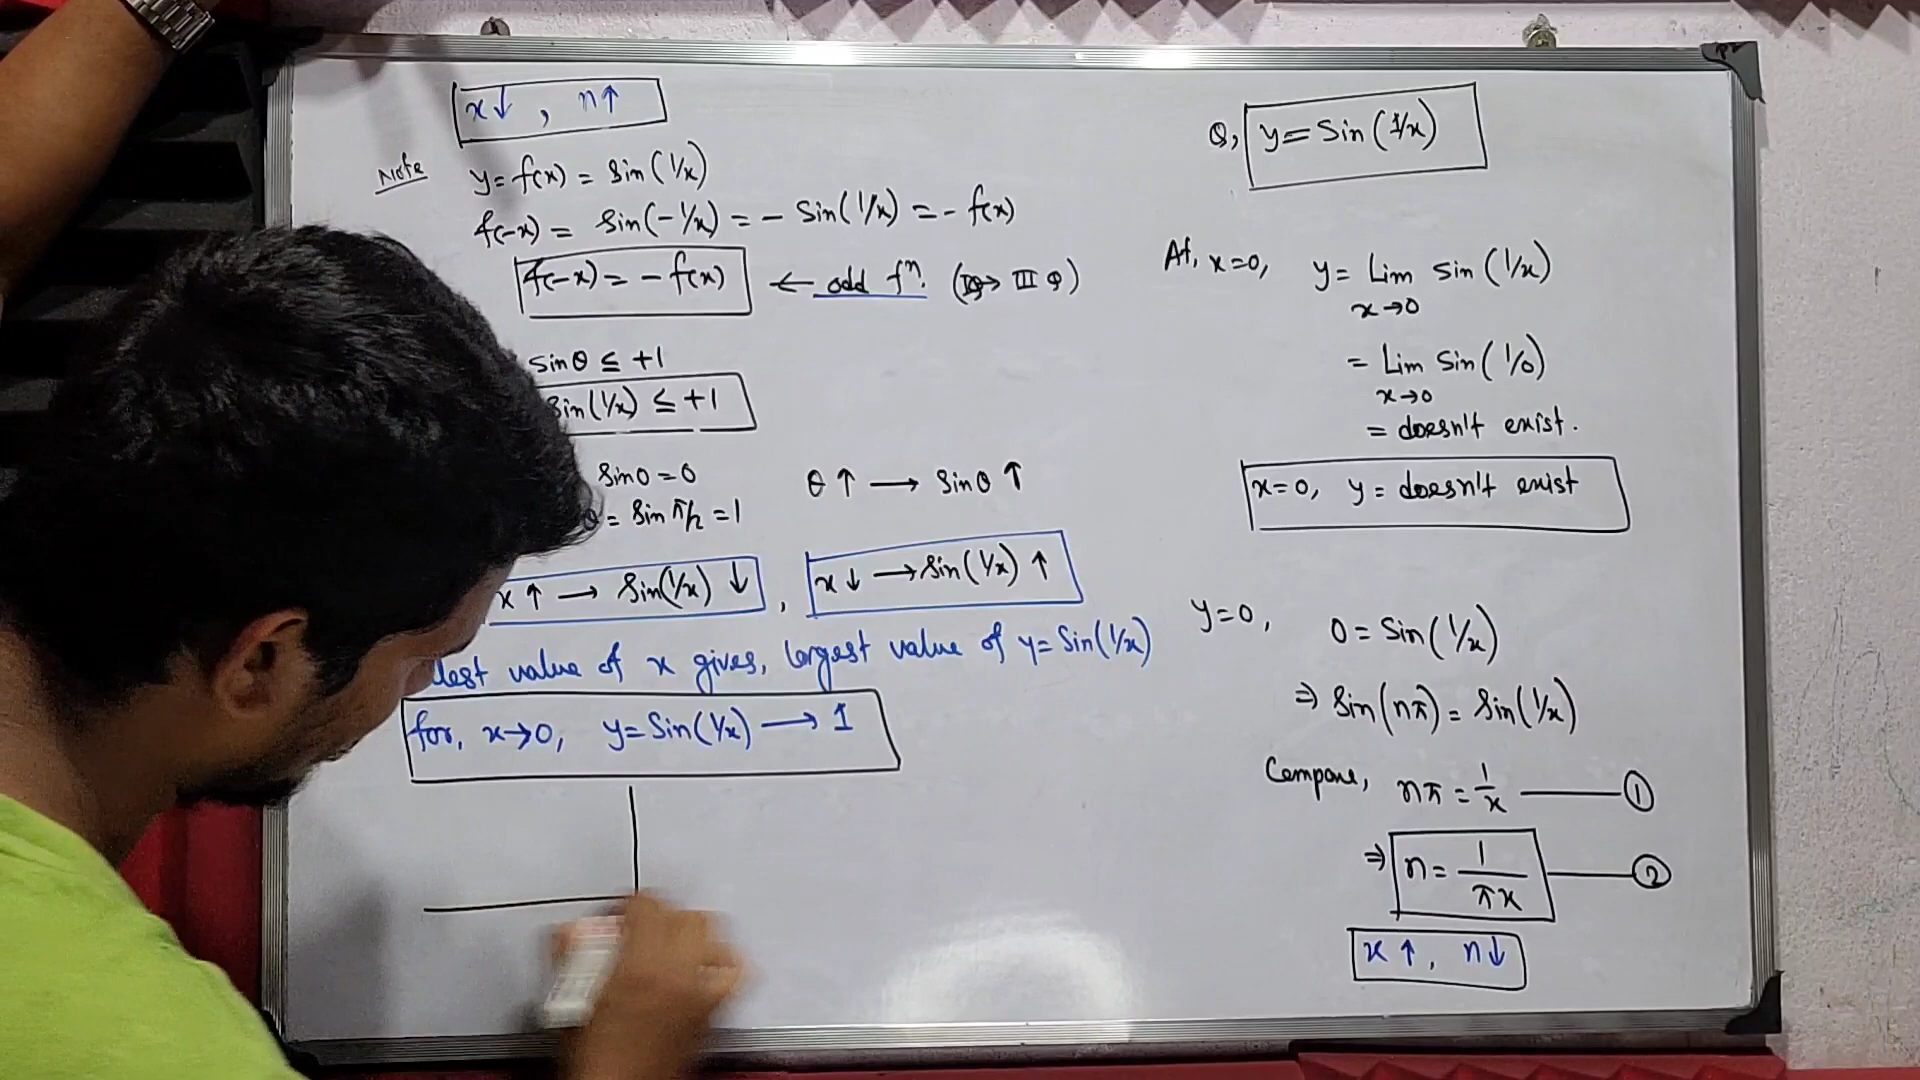 x↓ , n↑
Note y = f(x) = sin(1/x)
f(-x) = sin(-1/x) = - sin(1/x) = - f(x)
f(-x) = - f(x) ← odd fⁿ. (IQ→ III Q)
sinθ ≤ +1
sin(1/x) ≤ +1
sin0 = 0
θ ↑ ⟶ sinθ ↑
= sin π/2 = 1
x ↑ ⟶ sin(1/x) ↓ , x ↓ ⟶ sin(1/x) ↑
value of x gives, largest value of y = sin(1/x)
for, x→0, y = sin(1/x) ⟶ 1
Q, y = sin(1/x)
At, x=0, y = Lim sin(1/x)
x→0
= Lim sin(1/0)
x→0
= doesn't exist.
x=0, y = doesn't exist
y=0, 0 = sin(1/x)
⇒ sin(nπ) = sin(1/x)
Compare, nπ = 1/x —— ①
⇒ n = 1/πx —— ②
x ↑ , n↓